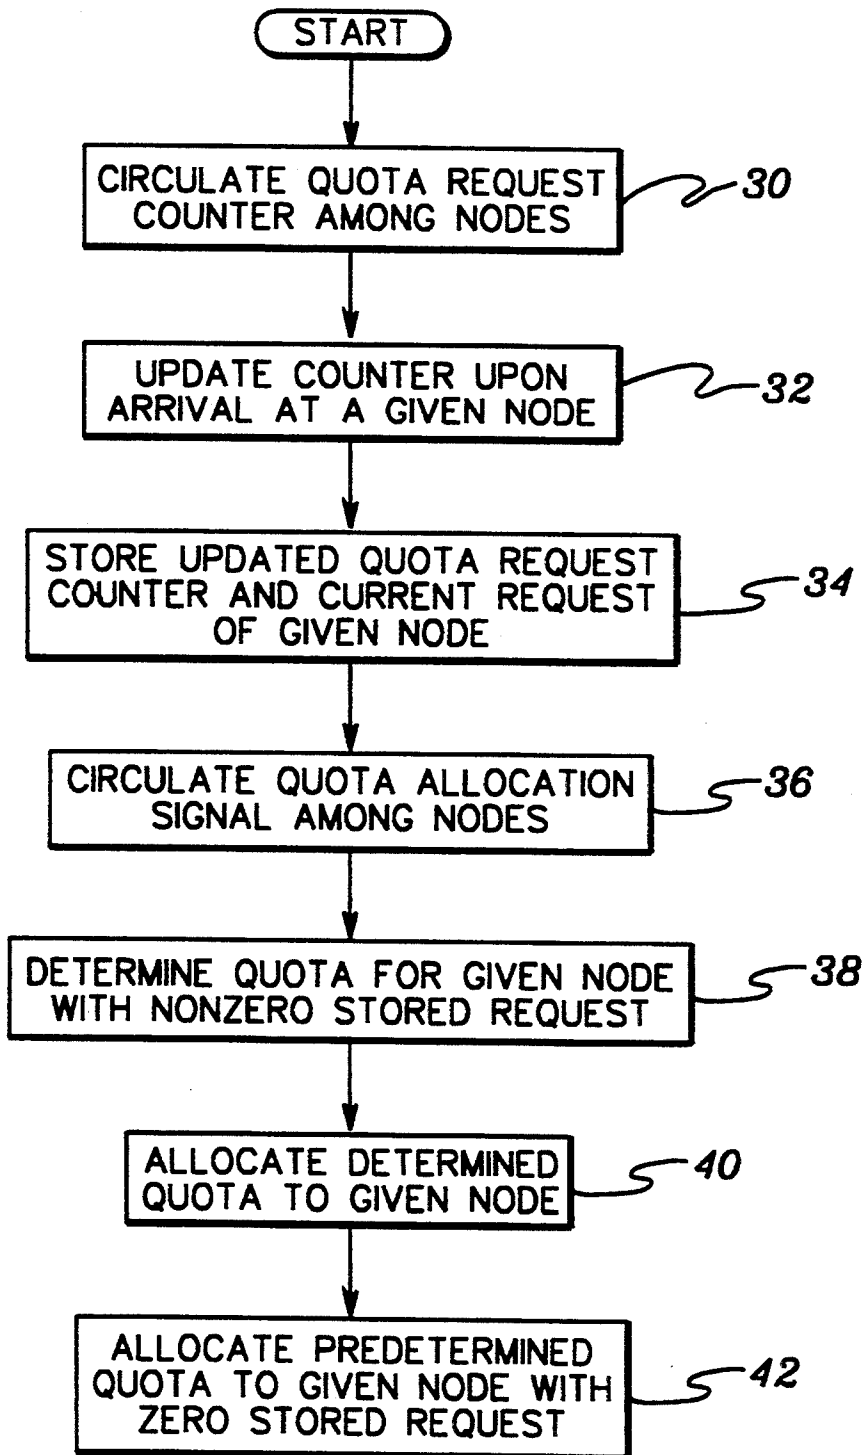 START
CIRCULATE QUOTA REQUEST
COUNTER AMONG NODES
30
UPDATE COUNTER UPON
ARRIVAL AT A GIVEN NODE
32
STORE UPDATED QUOTA REQUEST
COUNTER AND CURRENT REQUEST
OF GIVEN NODE
34
CIRCULATE QUOTA ALLOCATION
SIGNAL AMONG NODES
36
DETERMINE QUOTA FOR GIVEN NODE
WITH NONZERO STORED REQUEST
38
ALLOCATE DETERMINED
QUOTA TO GIVEN NODE
40
ALLOCATE PREDETERMINED
QUOTA TO GIVEN NODE WITH
ZERO STORED REQUEST
42